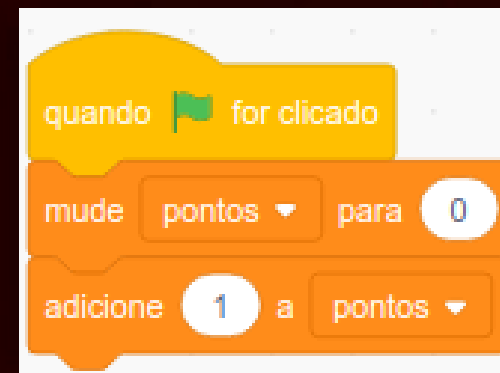 quando for clicado
mude pontos para 0
adicione 1 a pontos